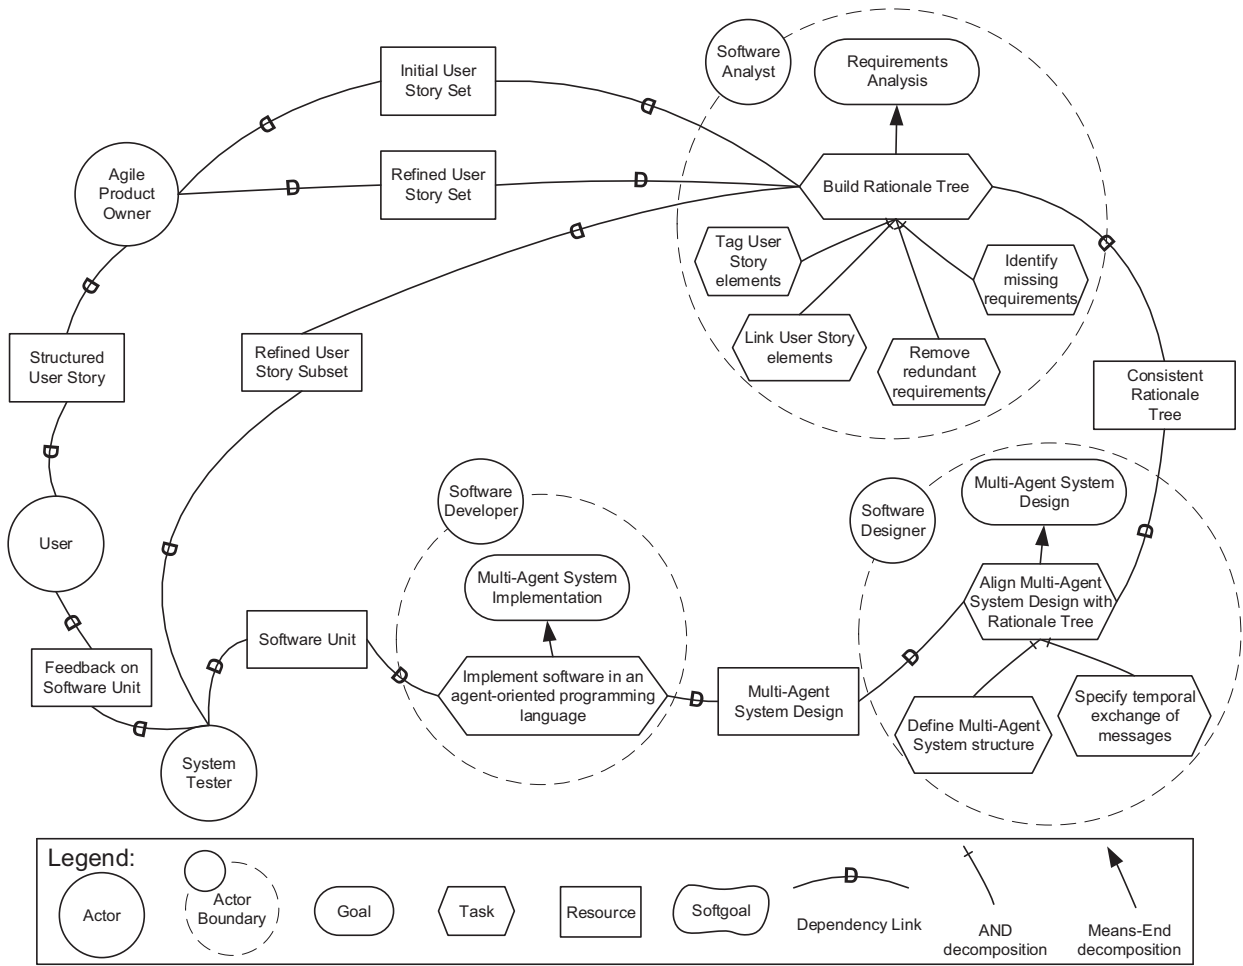 Initial User
Story Set
Software
Analyst
Requirements
Analysis
D
D
Agile
Product
Owner
D
Refined User
Story Set
D
Build Rationale Tree
D
Tag User
Story
elements
Identify
missing
requirements
D
D
Link User Story
elements
Remove
redundant
requirements
Structured
User Story
Refined User
Story Subset
Consistent
Rationale
Tree
D
User
D
Software
Developer
Multi-Agent System
Implementation
Software
Designer
Multi-Agent System
Design
D
Align Multi-Agent
System Design with
Rationale Tree
D
Feedback on
Software Unit
D
Software Unit
D
D
Implement software in an
agent-oriented programming
language
D
Multi-Agent
System Design
D
Define Multi-Agent
System structure
Specify temporal
exchange of
messages
D
System
Tester
Legend:
Actor
Actor
Boundary
Goal
Task
Resource
Softgoal
D
Dependency Link
AND
decomposition
Means-End
decomposition